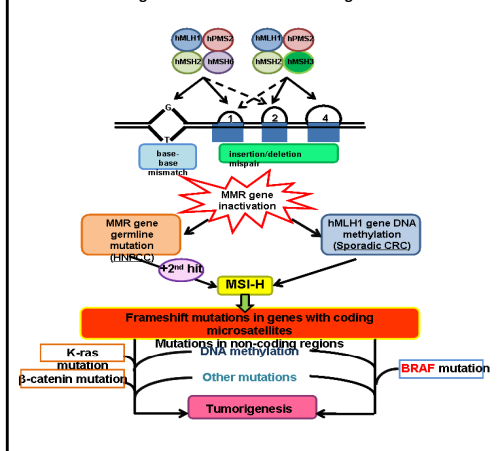 hMLH1 hPMS2 hMLH1 hPMS2
hMSH2 hMSH6 hMSH2 hMSH3
G
1 2 4
T
base-
base
mismatch
insertion/deletion
mispair
MMR gene
inactivation
MMR gene
germline
mutation
(HNPCC)
hMLH1 gene DNA
methylation
(Sporadic CRC)
+2nd hit
MSI-H
Frameshift mutations in genes with coding
microsatellites
Mutations in non-coding regions
K-ras
mutation
DNA methylation
β-catenin mutation
Other mutations
BRAF mutation
Tumorigenesis